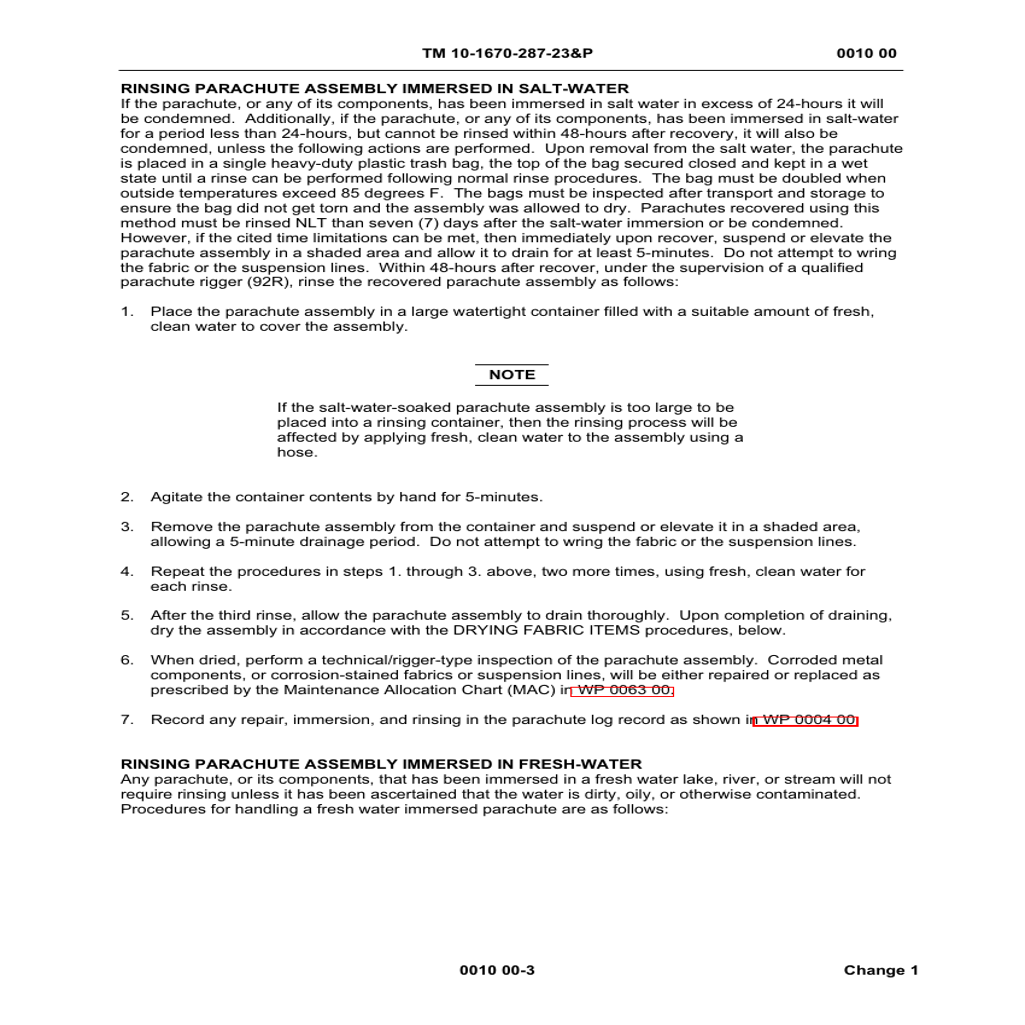 TM 10-1670-287-23&P
0010 00
RINSING PARACHUTE ASSEMBLY IMMERSED IN SALT-WATER
If the parachute, or any of its components, has been immersed in salt water in excess of 24-hours it will
be condemned.  Additionally, if the parachute, or any of its components, has been immersed in salt-water
for a period less than 24-hours, but cannot be rinsed within 48-hours after recovery, it will also be
condemned, unless the following actions are performed.  Upon removal from the salt water, the parachute
is placed in a single heavy-duty plastic trash bag, the top of the bag secured closed and kept in a wet
state until a rinse can be performed following normal rinse procedures.  The bag must be doubled when
outside temperatures exceed 85 degrees F.  The bags must be inspected after transport and storage to
ensure the bag did not get torn and the assembly was allowed to dry.  Parachutes recovered using this
method must be rinsed NLT than seven (7) days after the salt-water immersion or be condemned.
However, if the cited time limitations can be met, then immediately upon recover, suspend or elevate the
parachute assembly in a shaded area and allow it to drain for at least 5-minutes.  Do not attempt to wring
the fabric or the suspension lines.  Within 48-hours after recover, under the supervision of a qualified
parachute rigger (92R), rinse the recovered parachute assembly as follows:
1. Place the parachute assembly in a large watertight container filled with a suitable amount of fresh,
clean water to cover the assembly.
NOTE
If the salt-water-soaked parachute assembly is too large to be
placed into a rinsing container, then the rinsing process will be
affected by applying fresh, clean water to the assembly using a
hose.
2. Agitate the container contents by hand for 5-minutes.
3. Remove the parachute assembly from the container and suspend or elevate it in a shaded area,
allowing a 5-minute drainage period.  Do not attempt to wring the fabric or the suspension lines.
4. Repeat the procedures in steps 1. through 3. above, two more times, using fresh, clean water for
each rinse.
5. After the third rinse, allow the parachute assembly to drain thoroughly.  Upon completion of draining,
dry the assembly in accordance with the DRYING FABRIC ITEMS procedures, below.
6. When dried, perform a technical/rigger-type inspection of the parachute assembly.  Corroded metal
components, or corrosion-stained fabrics or suspension lines, will be either repaired or replaced as
prescribed by the Maintenance Allocation Chart (MAC) in WP 0063 00.
7. Record any repair, immersion, and rinsing in the parachute log record as shown in WP 0004 00.
RINSING PARACHUTE ASSEMBLY IMMERSED IN FRESH-WATER
Any parachute, or its components, that has been immersed in a fresh water lake, river, or stream will not
require rinsing unless it has been ascertained that the water is dirty, oily, or otherwise contaminated.
Procedures for handling a fresh water immersed parachute are as follows:
0010 00-3
Change 1